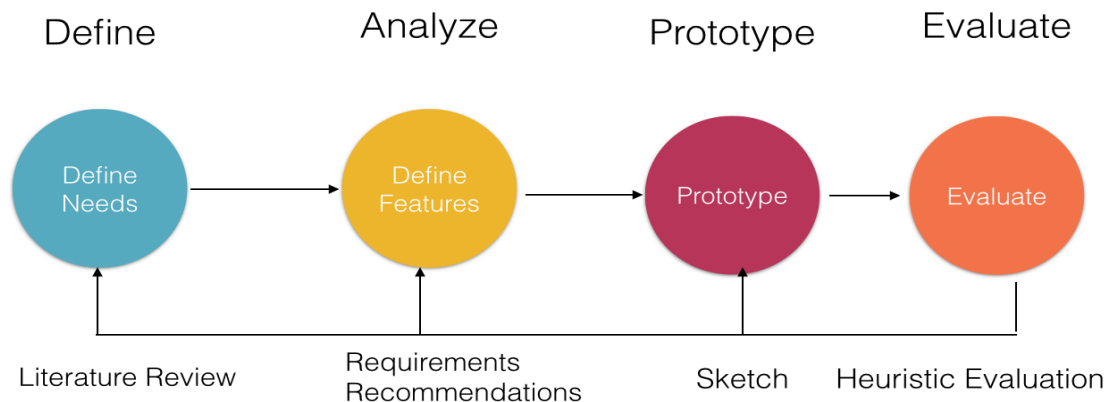 Define
Analyze
Prototype
Evaluate
Define
Needs
Define
Features
Prototype
Evaluate
Literature Review
Requirements
Recommendations
Sketch
Heuristic Evaluation